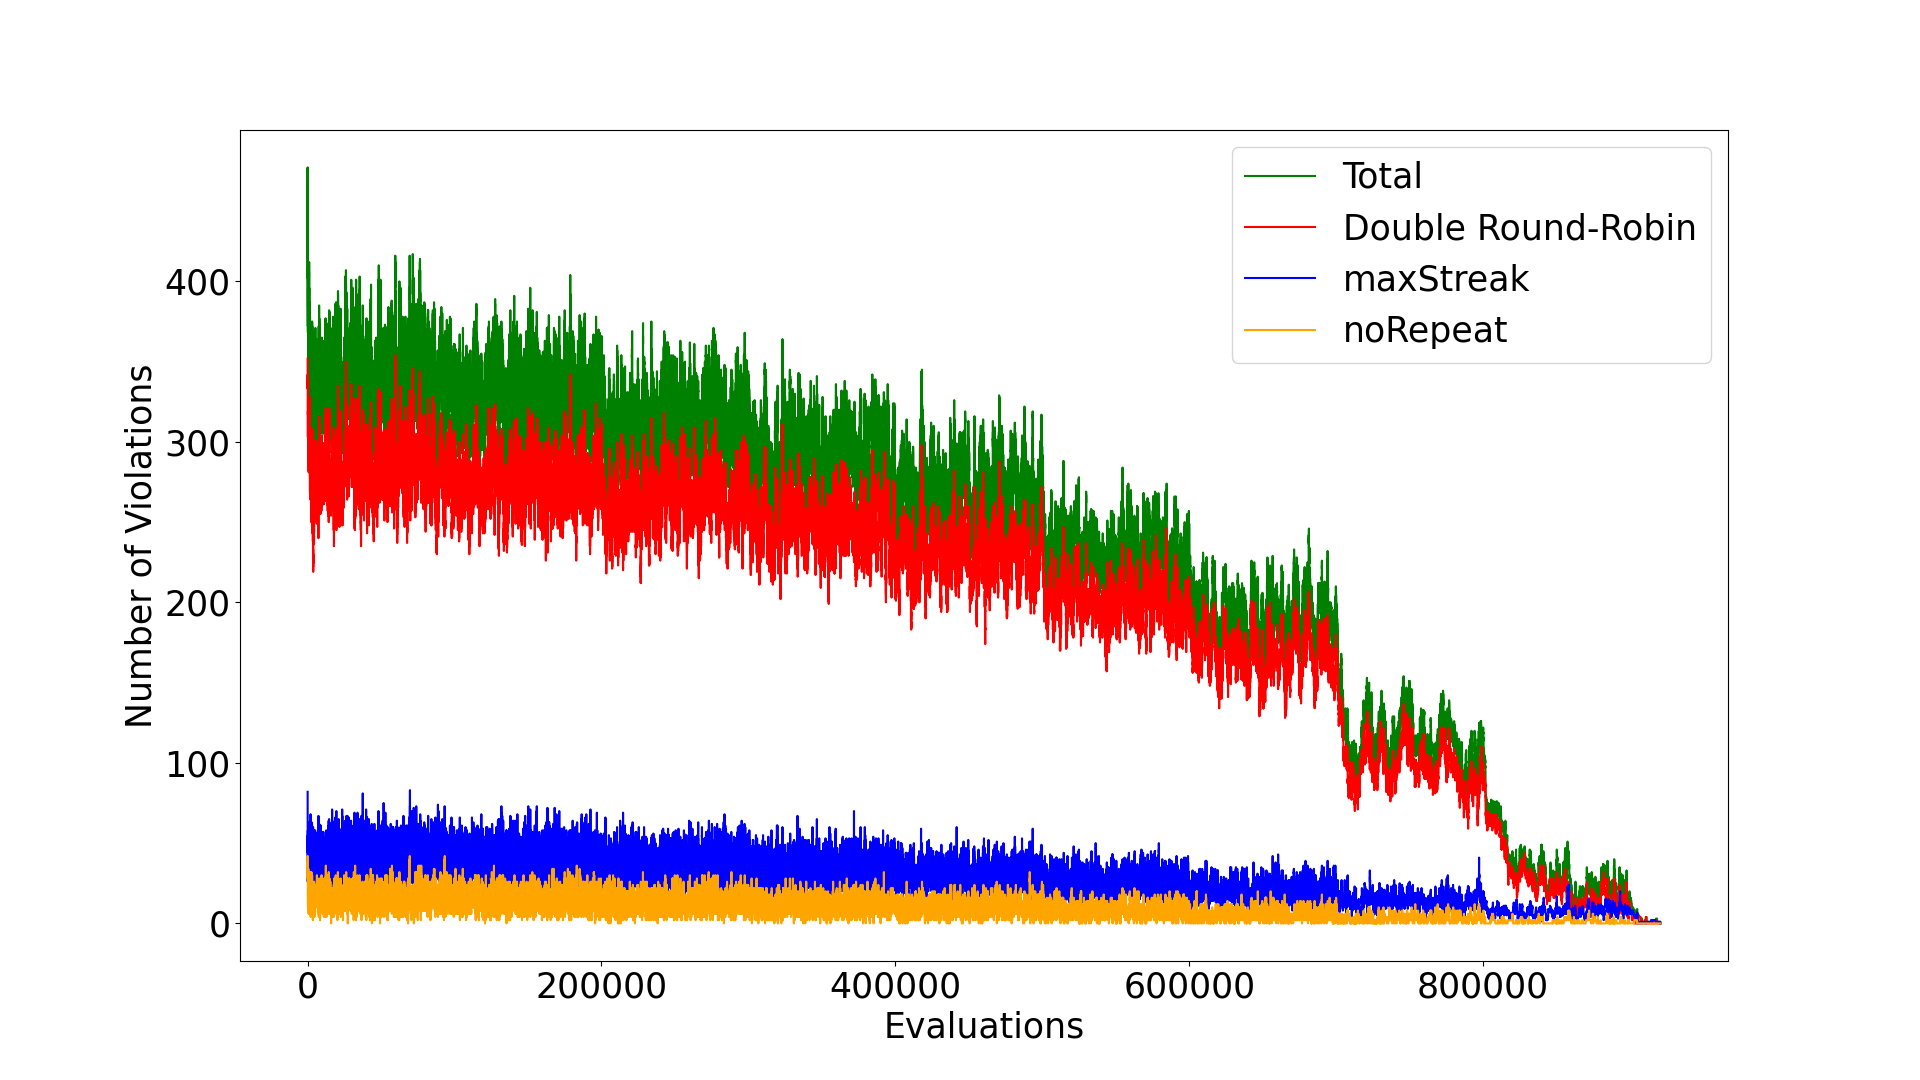 Total
Double Round-Robin
maxStreak
noRepeat
Number of Violations
400
300
200
100
0
0 200000 400000 600000 800000
Evaluations